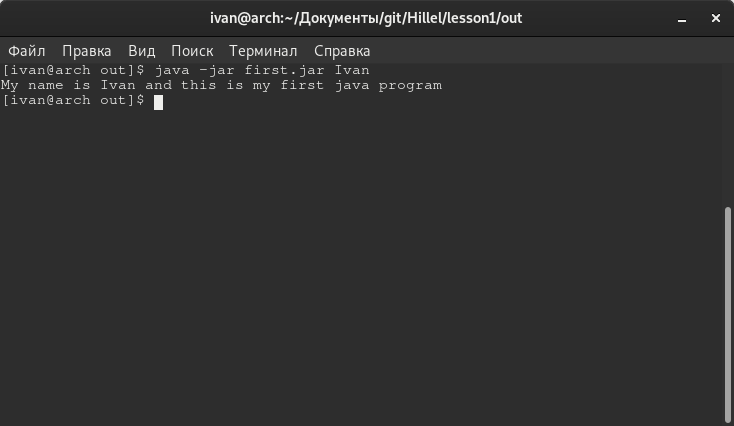 ivan@arch:~/Документы/git/Hillel/lesson1/out
Файл Правка Вид Поиск Терминал Справка
[ivan@arch out]$ java -jar first.jar Ivan
My name is Ivan and this is my first java program
[ivan@arch out]$